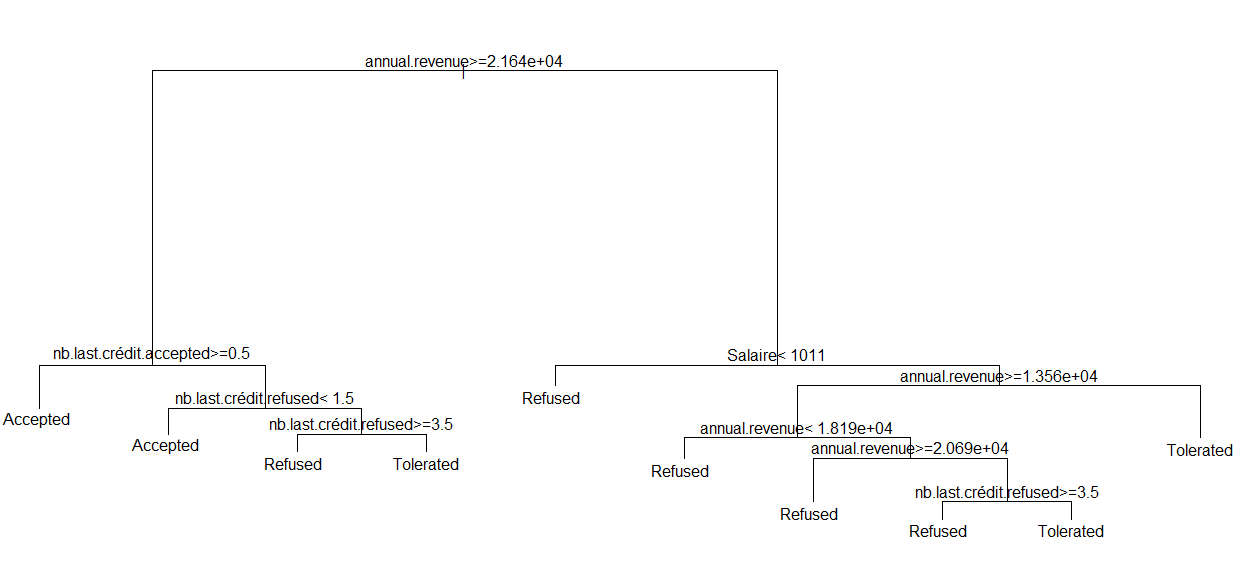 annual.revenue>=2.164e+04
nb.last.crédit.accepted>=0.5
Salaire< 1011
annual.revenue>=1.356e+04
nb.last.crédit.refused< 1.5
Refused
Accepted
nb.last.crédit.refused>=3.5
annual.revenue< 1.819e+04
Accepted
annual.revenue>=2.069e+04
Tolerated
Refused
Tolerated
Refused
nb.last.crédit.refused>=3.5
Refused
Refused
Tolerated